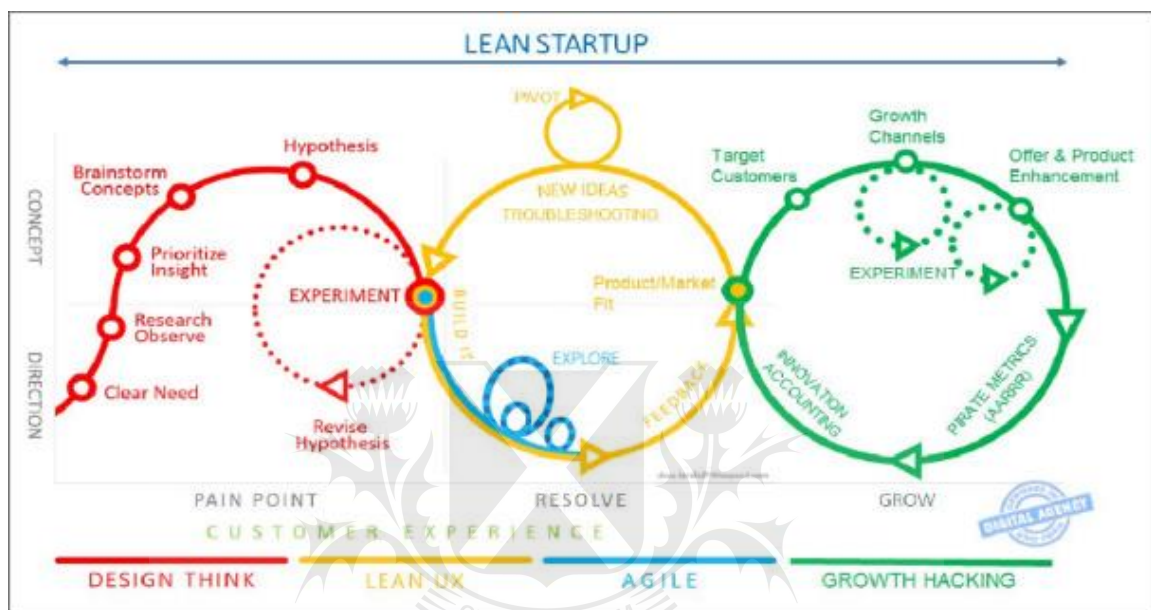 LEAN STARTUP
PIVOT
Hypothesis
Brainstorm
Concepts
Prioritize
Insight
Research
Observe
Clear Need
EXPERIMENT
Revise
Hypothesis
NEW IDEAS
TROUBLESHOOTING
BUILD IT
EXPLORE
FEEDBACK
Product/Market
Fit
Target
Customers
Growth
Channels
Offer & Product
Enhancement
EXPERIMENT
INNOVATION
ACCOUNTING
PIRATE METRICS
(AARRR)
CONCEPT
DIRECTION
PAIN POINT
RESOLVE
GROW
CUSTOMER EXPERIENCE
DIGITAL AGENCY
DESIGN THINK
LEAN UX
AGILE
GROWTH HACKING